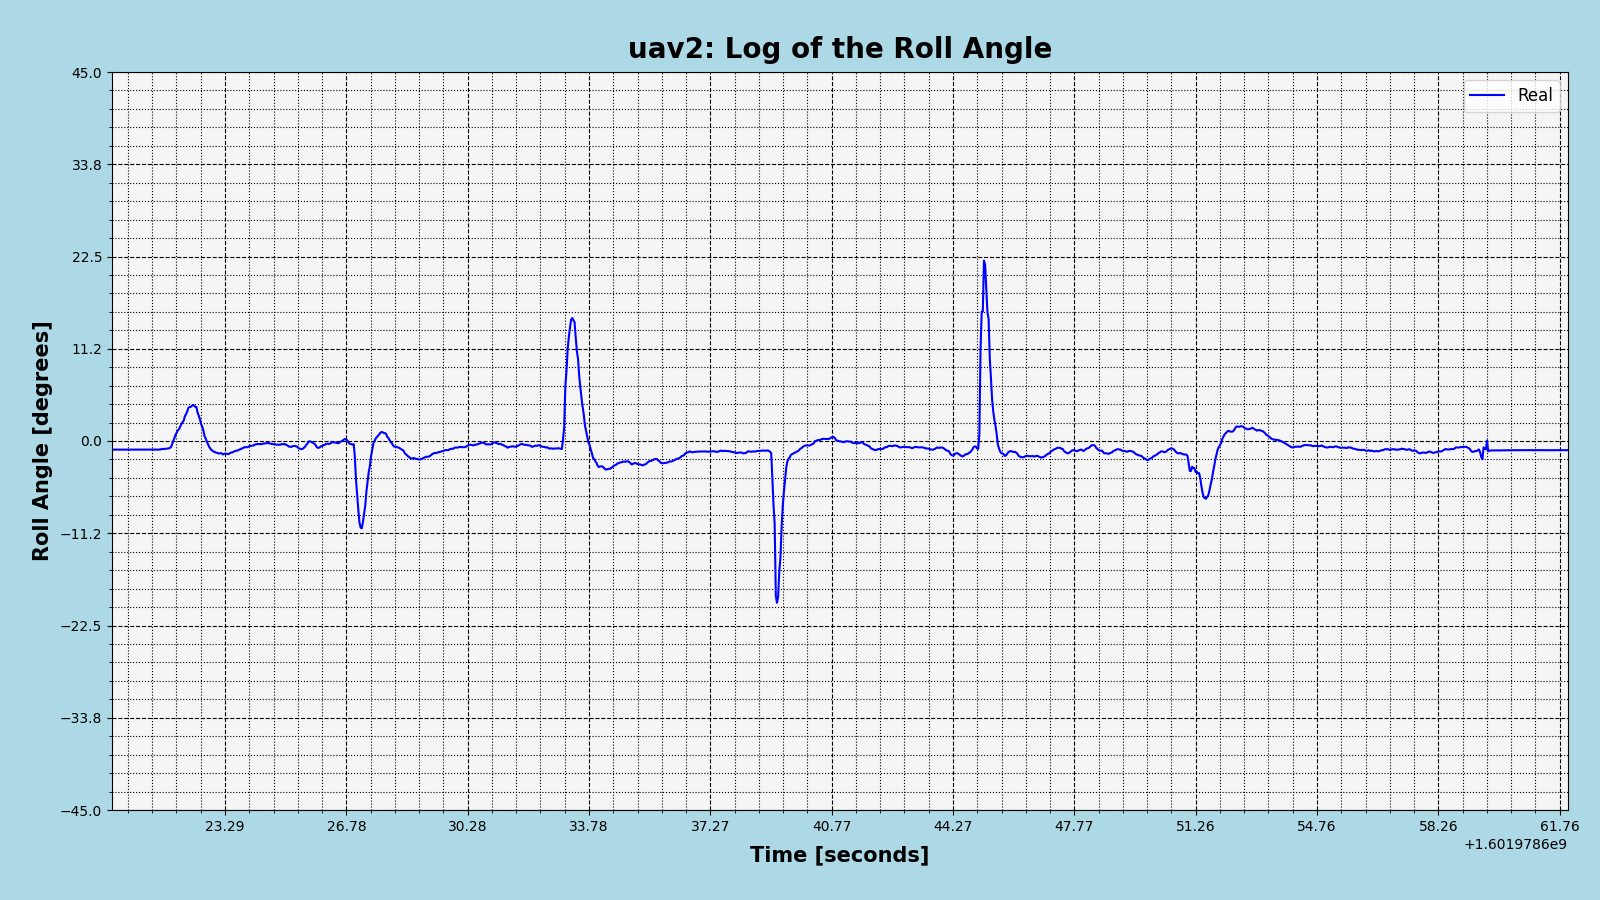 uav2: Log of the Roll Angle
Real
Roll Angle [degrees]
45.0
33.8
22.5
11.2
0.0
−11.2
−22.5
−33.8
−45.0
23.29 26.78 30.28 33.78 37.27 40.77 44.27 47.77 51.26 54.76 58.26 61.76
+1.6019786e9
Time [seconds]